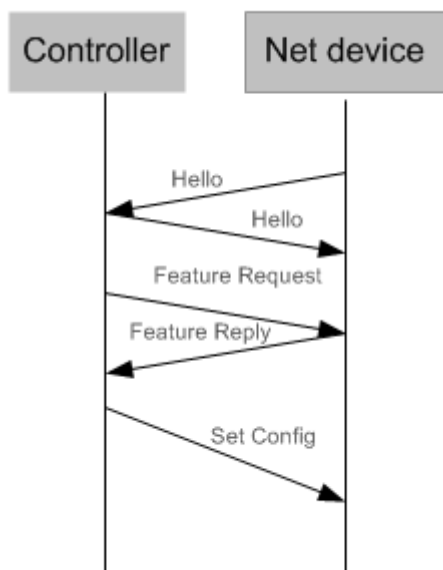 Controller
Net device
Hello
Hello
Feature Request
Feature Reply
Set Config